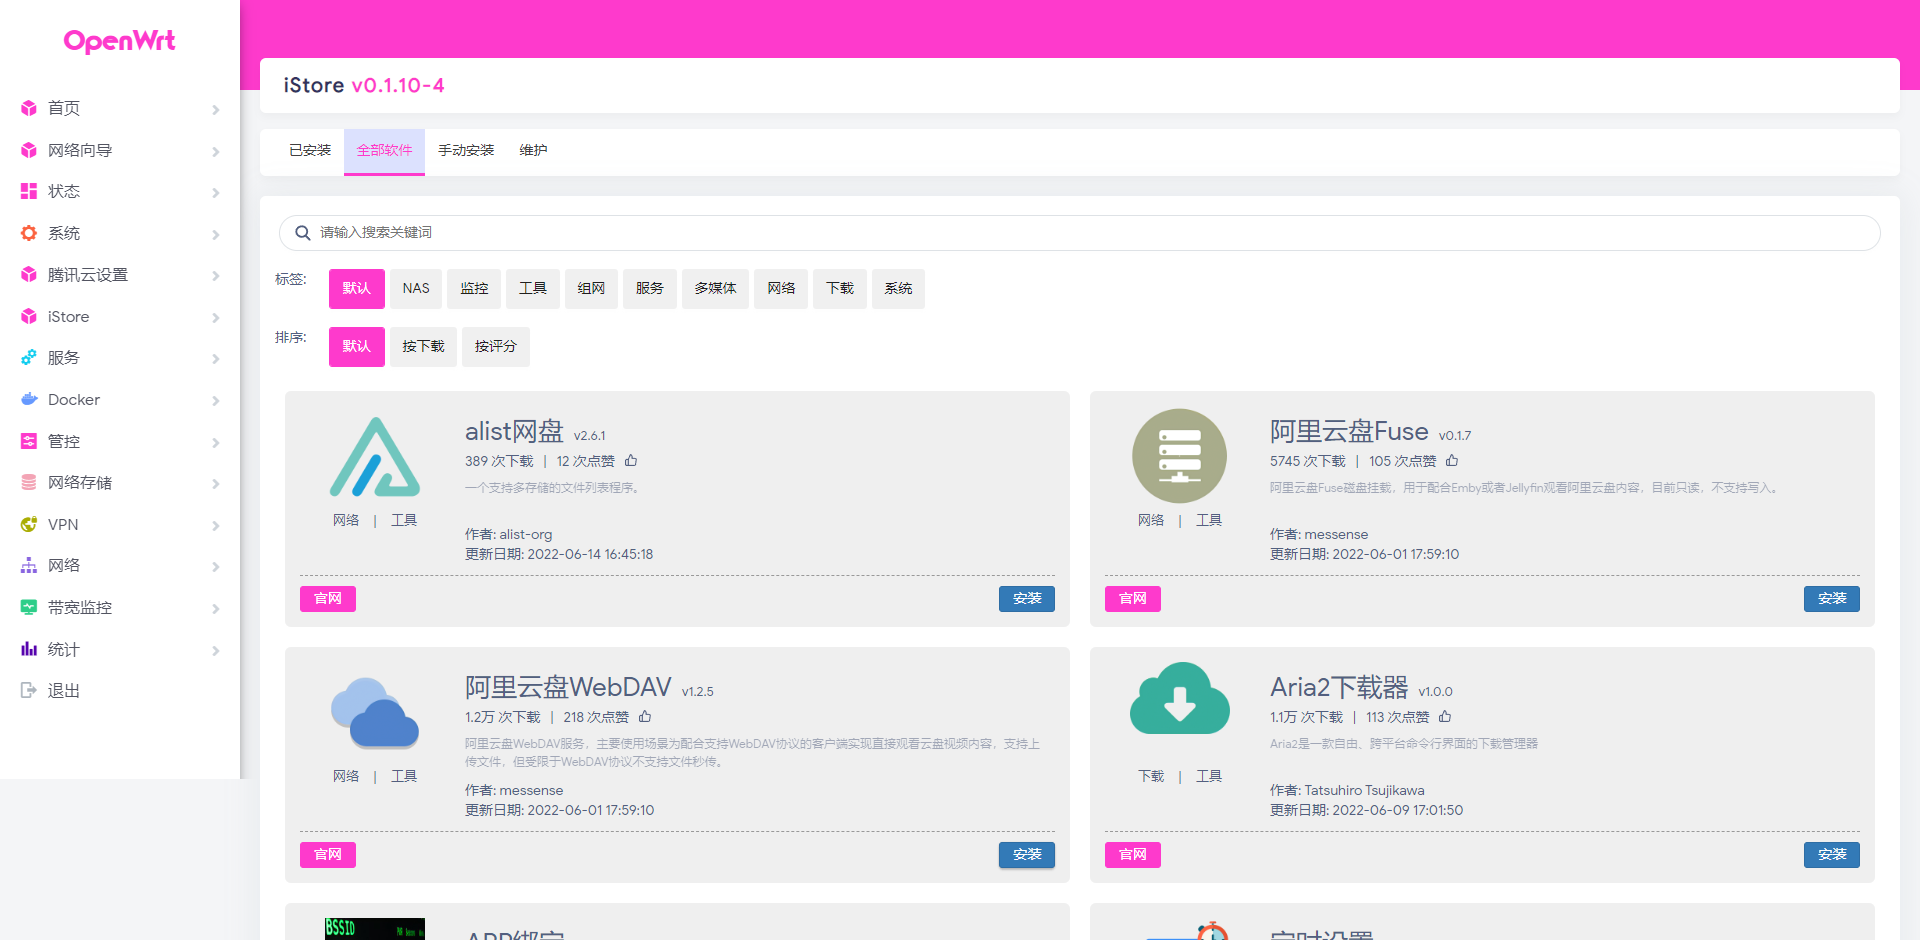 OpenWrt
首页
网络向导
状态
系统
腾讯云设置
iStore
服务
Docker
管控
网络存储
VPN
网络
带宽监控
统计
退出
iStore v0.1.10-4
已安装 全部软件 手动安装 维护
请输入搜索关键词
标签: 默认 NAS 监控 工具 组网 服务 多媒体 网络 下载 系统
排序: 默认 按下载 按评分
alist网盘 v2.6.1
389 次下载 | 12 次点赞
一个支持多存储的文件列表程序。
网络 | 工具
作者: alist-org
更新日期: 2022-06-14 16:45:18
官网 安装
阿里云盘Fuse v0.1.7
5745 次下载 | 105 次点赞
阿里云盘Fuse磁盘挂载，用于配合Emby或者Jellyfin观看阿里云盘内容，目前只读，不支持写入。
网络 | 工具
作者: messense
更新日期: 2022-06-01 17:59:10
官网 安装
阿里云盘WebDAV v1.2.5
1.2万 次下载 | 218 次点赞
阿里云盘WebDAV服务，主要使用场景为配合支持WebDAV协议的客户端实现直接观看云盘视频内容，支持上
传文件，但受限于WebDAV协议不支持文件秒传。
网络 | 工具
作者: messense
更新日期: 2022-06-01 17:59:10
官网 安装
Aria2下载器 v1.0.0
1.1万 次下载 | 113 次点赞
Aria2是一款自由、跨平台命令行界面的下载管理器
下载 | 工具
作者: Tatsuhiro Tsujikawa
更新日期: 2022-06-09 17:01:50
官网 安装
BSSID
ARP绑定
定时设置